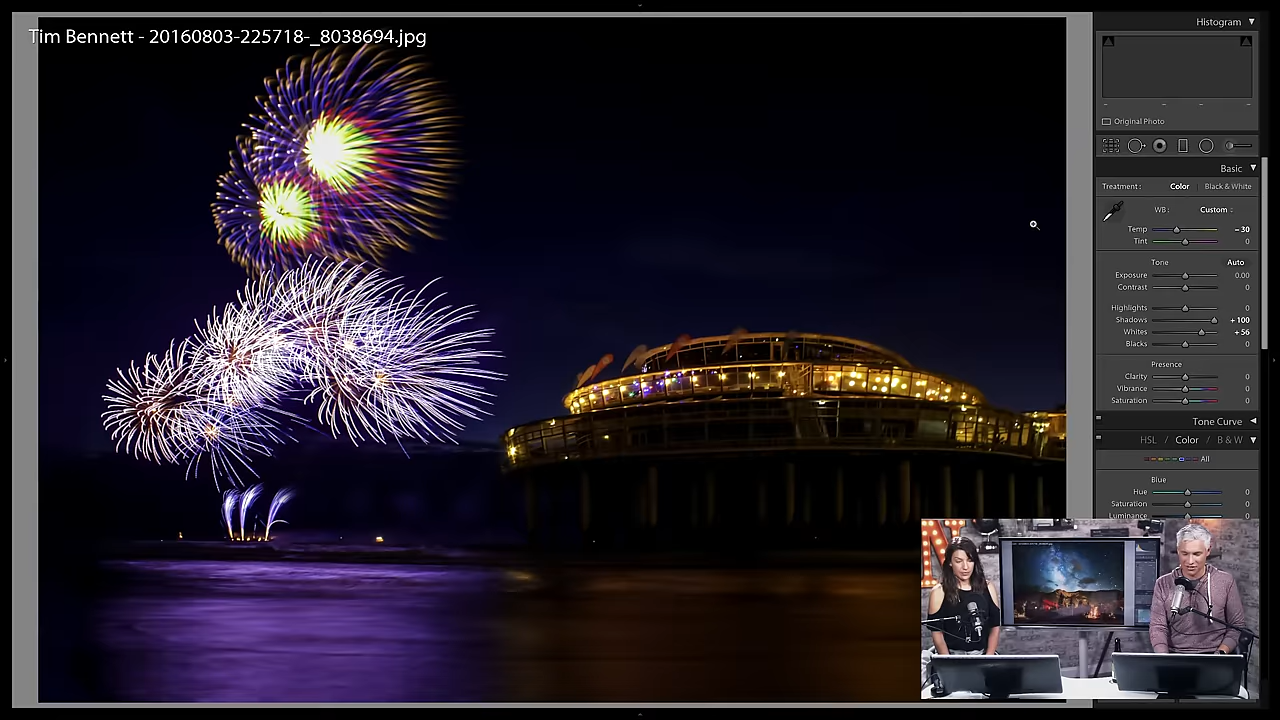 Tim Bennett - 20160803-225718-_8038694.jpg
Histogram
Original Photo
Basic
Treatment : Color Black & White
WB : Custom
Temp - 30
Tint 0
Tone Auto
Exposure 0.00
Contrast 0
Highlights 0
Shadows + 100
Whites + 56
Blacks 0
Presence
Clarity 0
Vibrance 0
Saturation 0
Tone Curve
HSL / Color / B & W
All
Blue
Hue 0
Saturation 0
Luminance 0